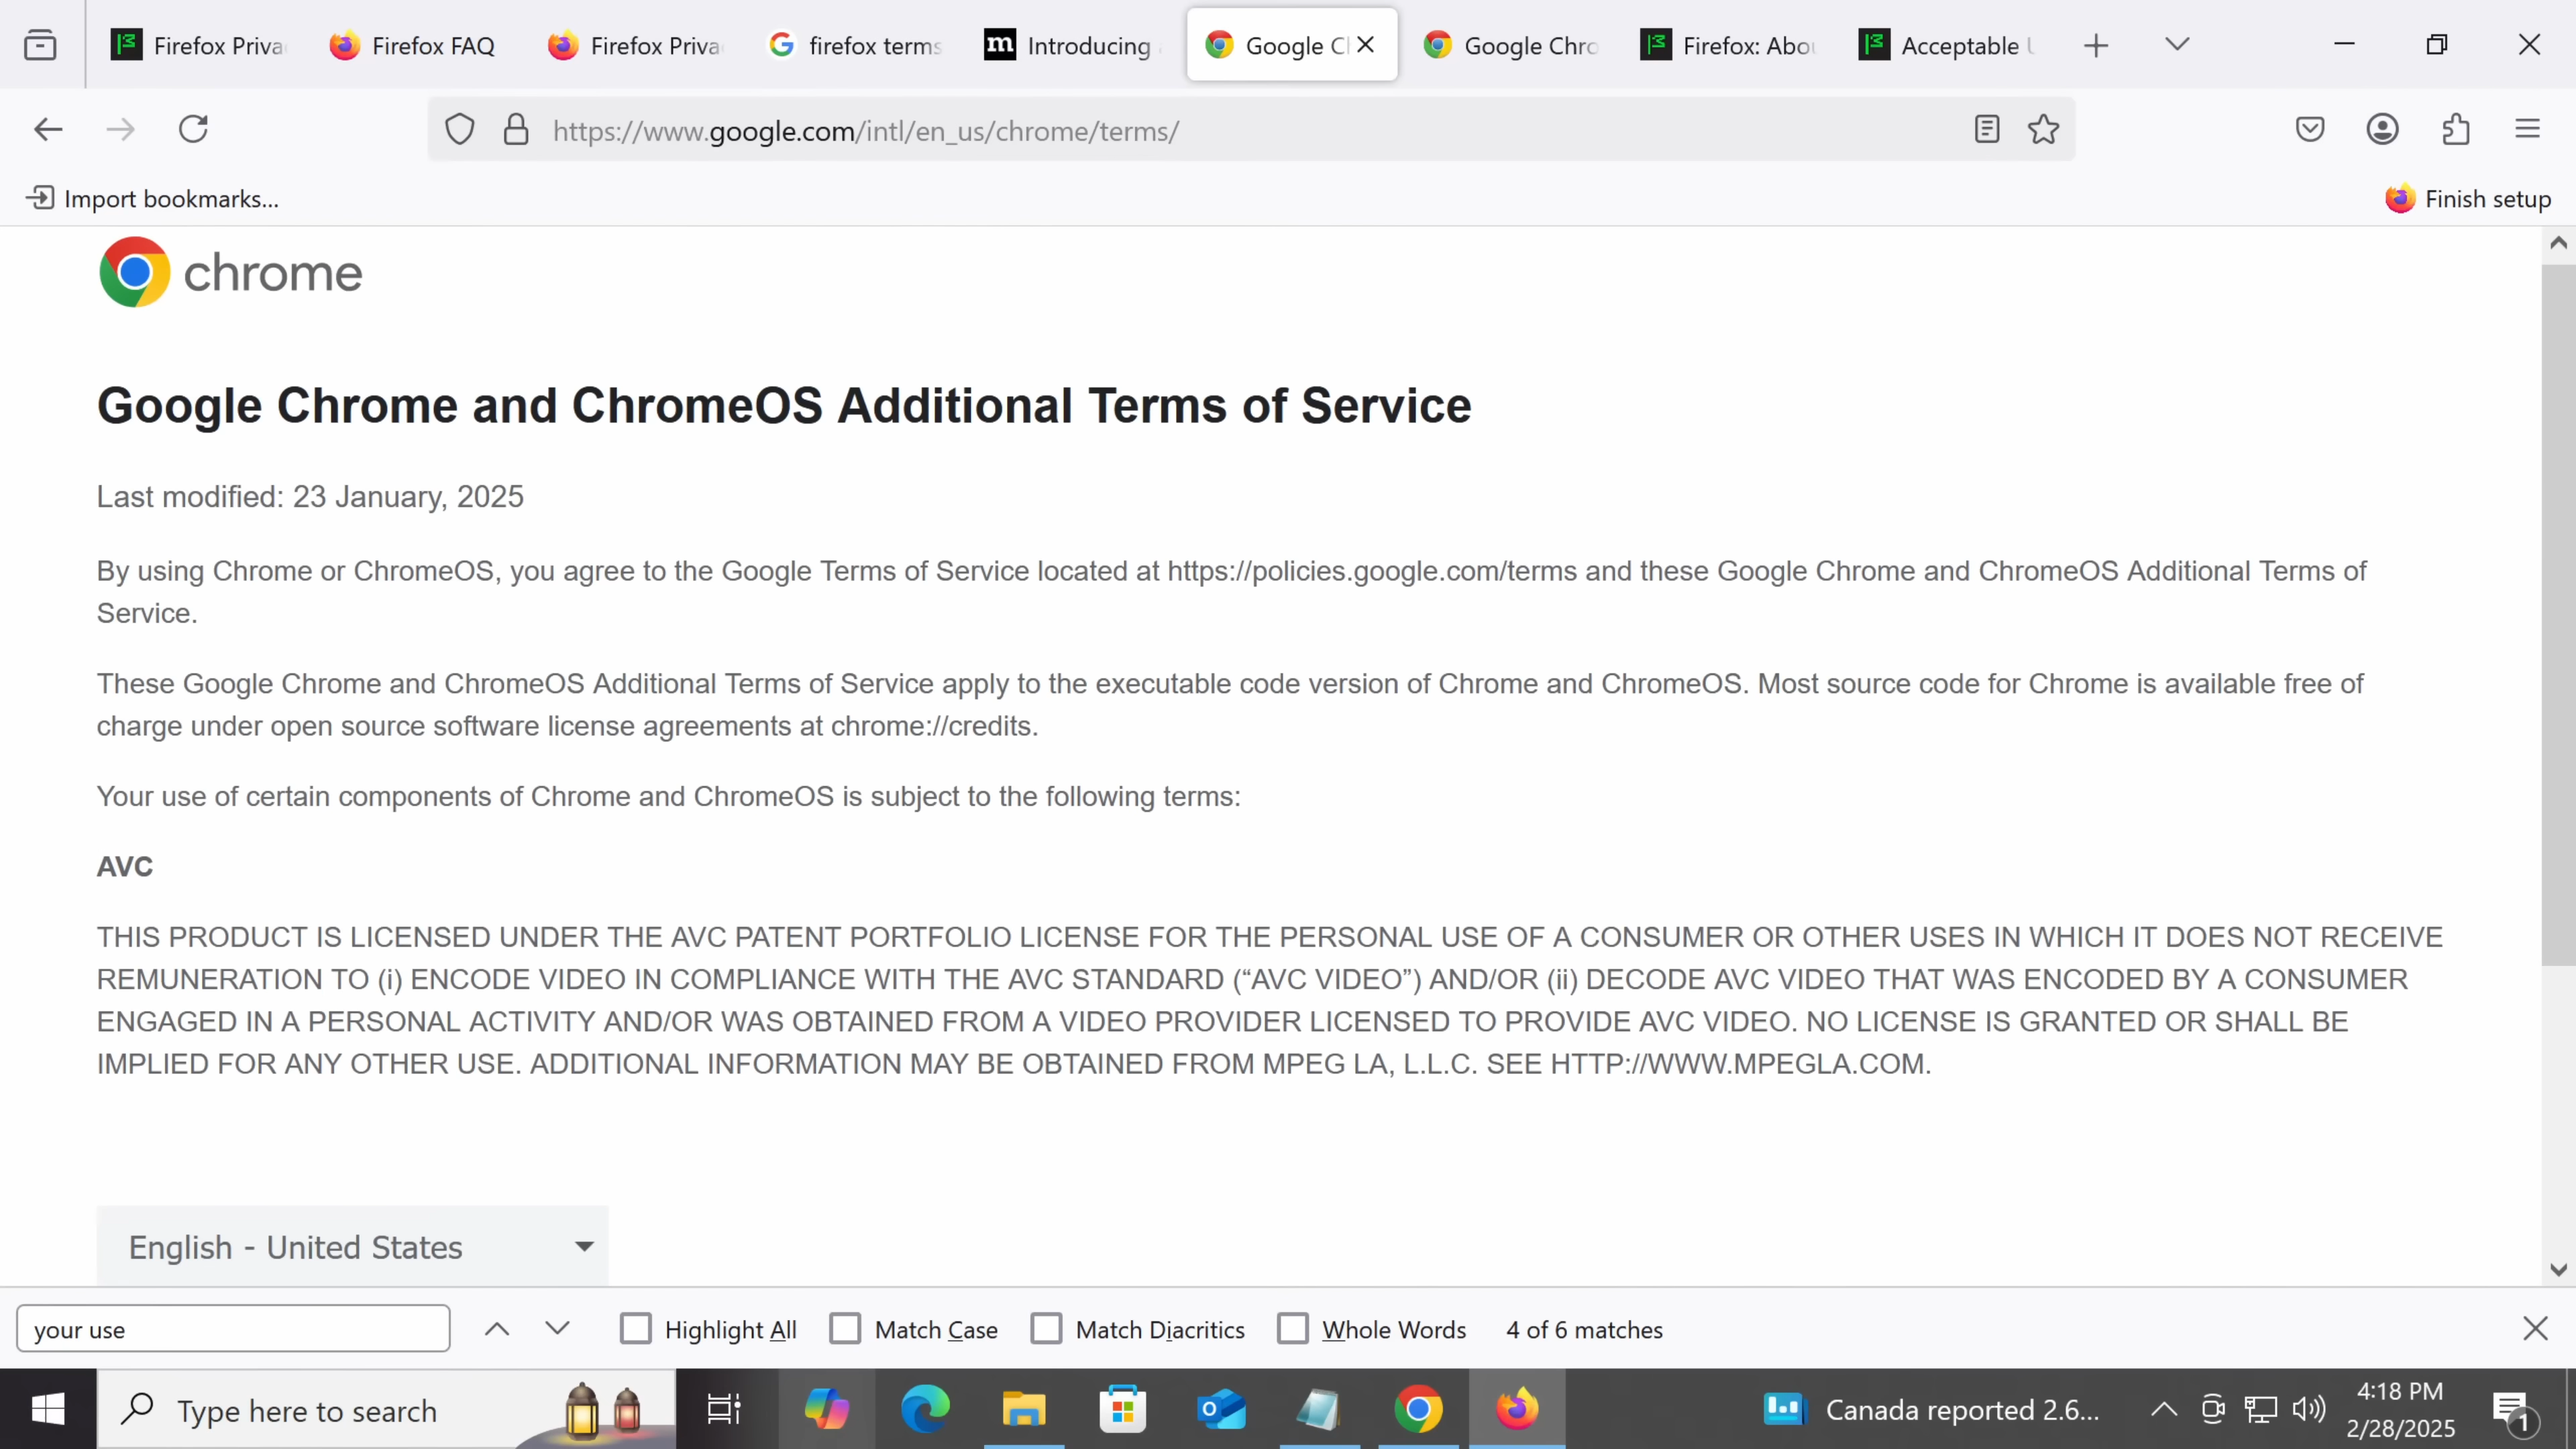 Firefox Priva
Firefox FAQ
Firefox Priva
firefox terms
Introducing
Google Cl
Google Chro
Firefox: Abou
Acceptable U
https://www.google.com/intl/en_us/chrome/terms/
Import bookmarks...
Finish setup
chrome
Google Chrome and ChromeOS Additional Terms of Service
Last modified: 23 January, 2025
By using Chrome or ChromeOS, you agree to the Google Terms of Service located at https://policies.google.com/terms and these Google Chrome and ChromeOS Additional Terms of
Service.
These Google Chrome and ChromeOS Additional Terms of Service apply to the executable code version of Chrome and ChromeOS. Most source code for Chrome is available free of
charge under open source software license agreements at chrome://credits.
Your use of certain components of Chrome and ChromeOS is subject to the following terms:
AVC
THIS PRODUCT IS LICENSED UNDER THE AVC PATENT PORTFOLIO LICENSE FOR THE PERSONAL USE OF A CONSUMER OR OTHER USES IN WHICH IT DOES NOT RECEIVE
REMUNERATION TO (i) ENCODE VIDEO IN COMPLIANCE WITH THE AVC STANDARD (“AVC VIDEO”) AND/OR (ii) DECODE AVC VIDEO THAT WAS ENCODED BY A CONSUMER
ENGAGED IN A PERSONAL ACTIVITY AND/OR WAS OBTAINED FROM A VIDEO PROVIDER LICENSED TO PROVIDE AVC VIDEO. NO LICENSE IS GRANTED OR SHALL BE
IMPLIED FOR ANY OTHER USE. ADDITIONAL INFORMATION MAY BE OBTAINED FROM MPEG LA, L.L.C. SEE HTTP://WWW.MPEGLA.COM.
English - United States
your use
Highlight All
Match Case
Match Diacritics
Whole Words
4 of 6 matches
Type here to search
Canada reported 2.6...
4:18 PM
2/28/2025
1